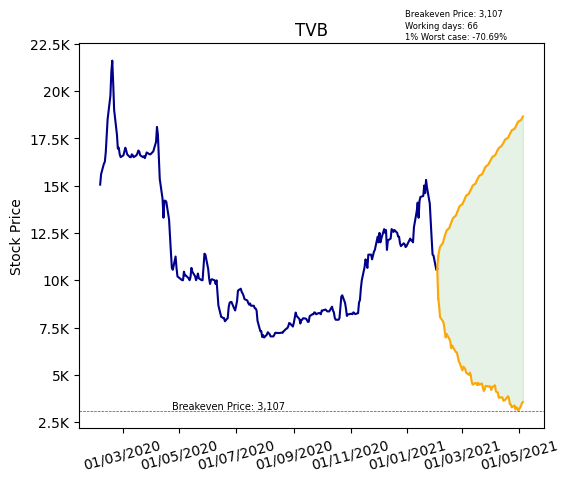 Breakeven Price: 3,107
Working days: 66
1% Worst case: -70.69%
TVB
Stock Price
22.5K
20K
17.5K
15K
12.5K
10K
7.5K
5K
2.5K
Breakeven Price: 3,107
01/03/2020
01/05/2020
01/07/2020
01/09/2020
01/11/2020
01/01/2021
01/03/2021
01/05/2021